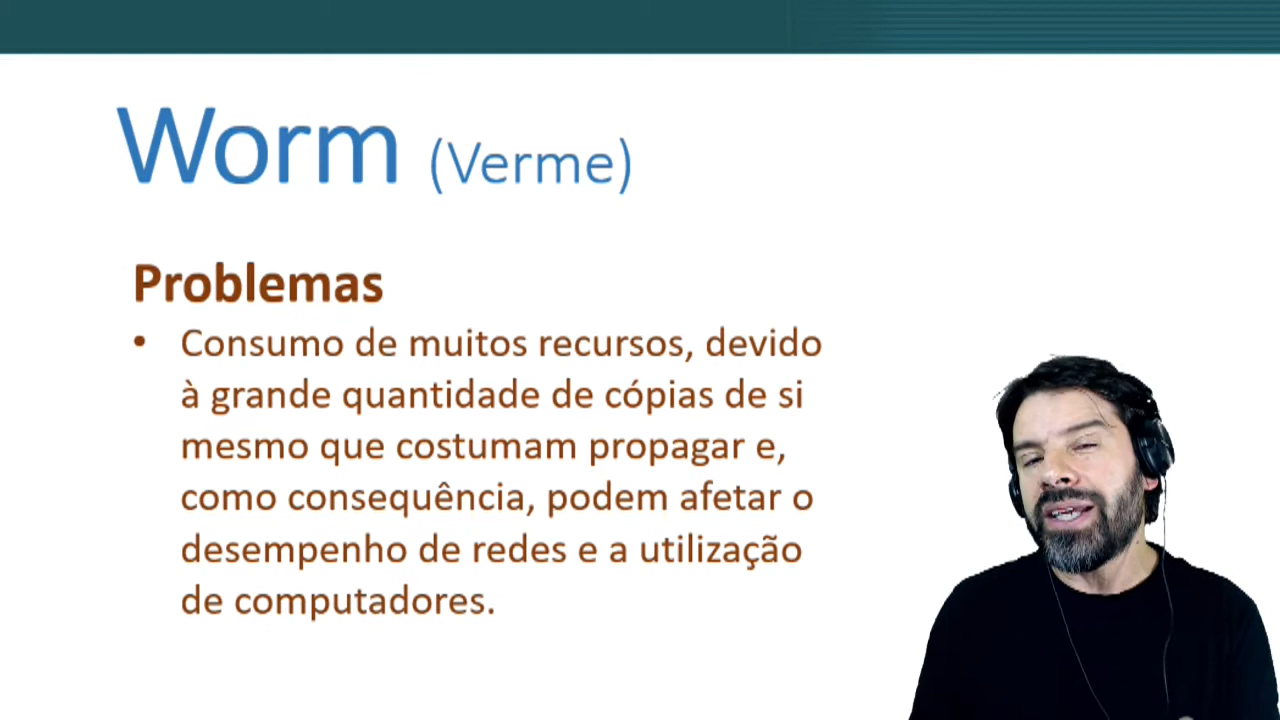 Worm (Verme)
Problemas
• Consumo de muitos recursos, devido
à grande quantidade de cópias de si
mesmo que costumam propagar e,
como consequência, podem afetar o
desempenho de redes e a utilização
de computadores.